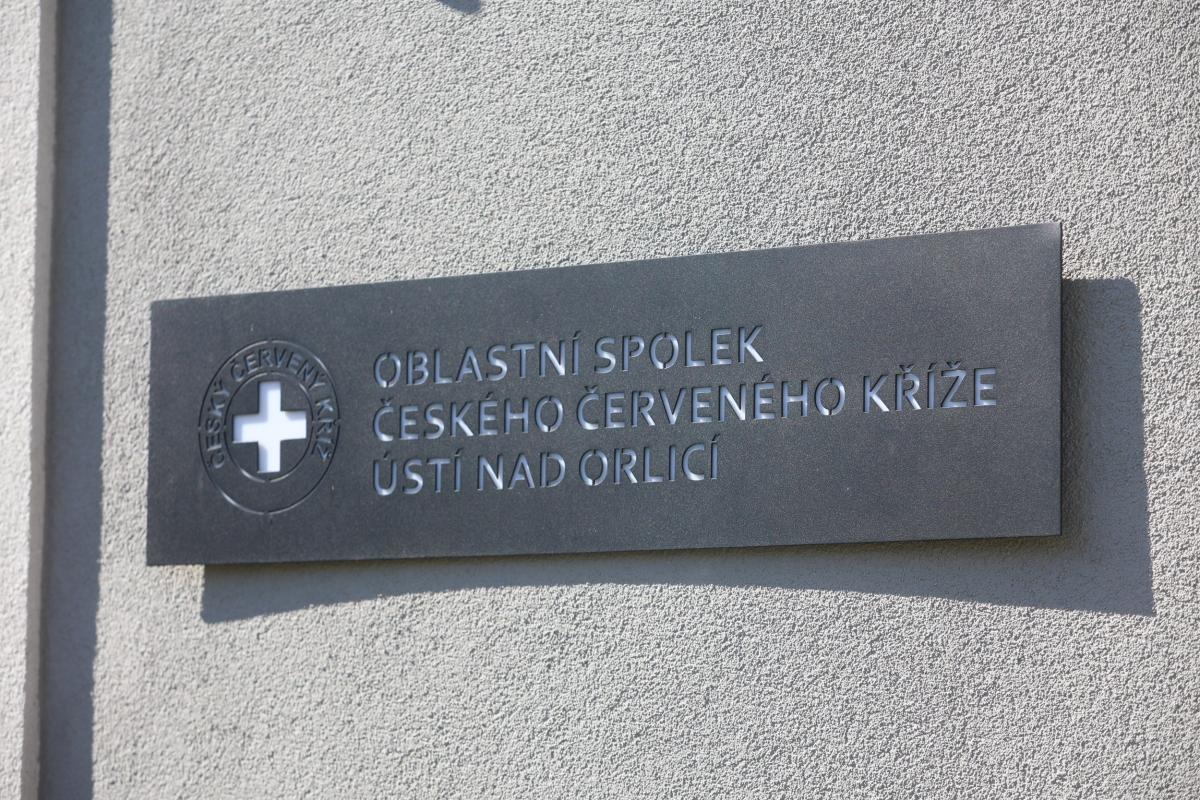 ČESKÝ ČERVENÝ KŘÍŽ
OBLASTNÍ SPOLEK
ČESKÉHO ČERVENÉHO KŘÍŽE
ÚSTÍ NAD ORLICÍ